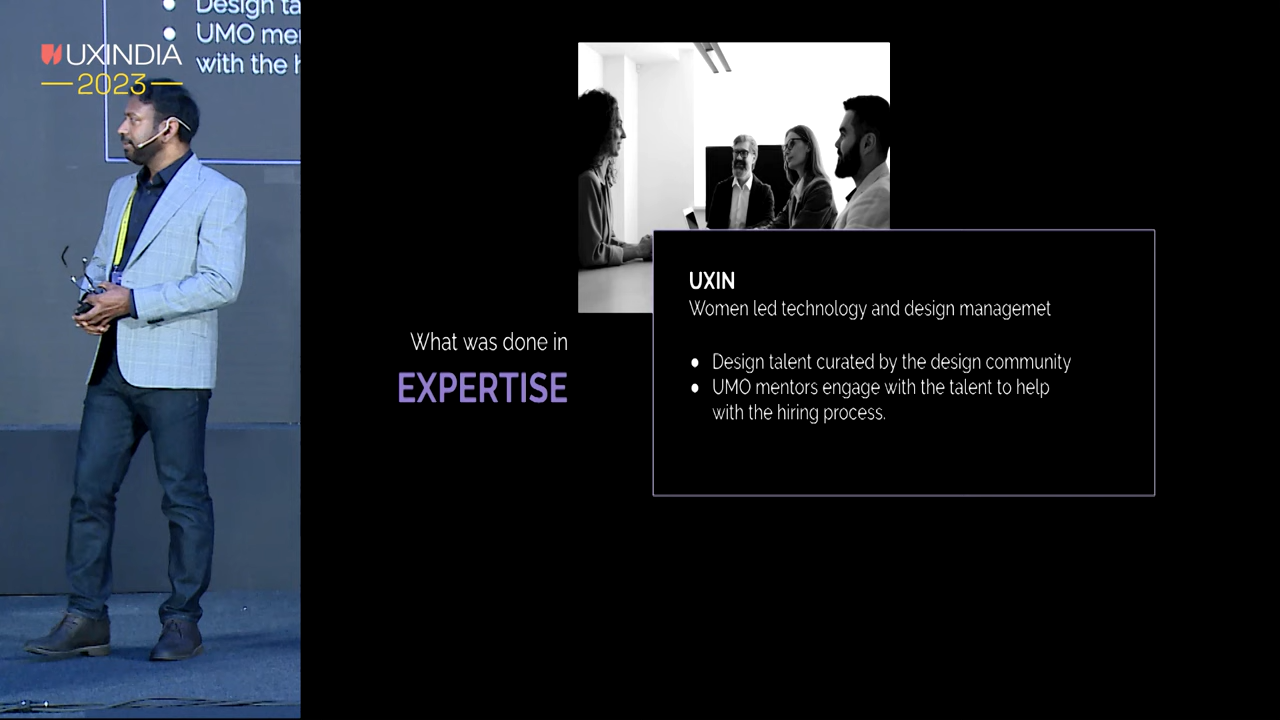 Design ta
UMO me
with the
UXINDIA
2023
What was done in
EXPERTISE
UXIN
Women led technology and design managemet
● Design talent curated by the design community
● UMO mentors engage with the talent to help
with the hiring process.